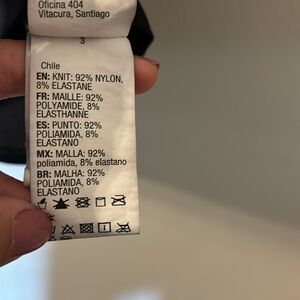 Oficina 404
Vitacura, Santiago
3
Chile
EN: KNIT: 92% NYLON,
8% ELASTANE
FR: MAILLE: 92%
POLYAMIDE, 8%
ELASTHANNE
ES: PUNTO: 92%
POLIAMIDA, 8%
ELASTANO
MX: MALLA: 92%
poliamida, 8% elastano
BR: MALHA: 92%
POLIAMIDA, 8%
ELASTANO